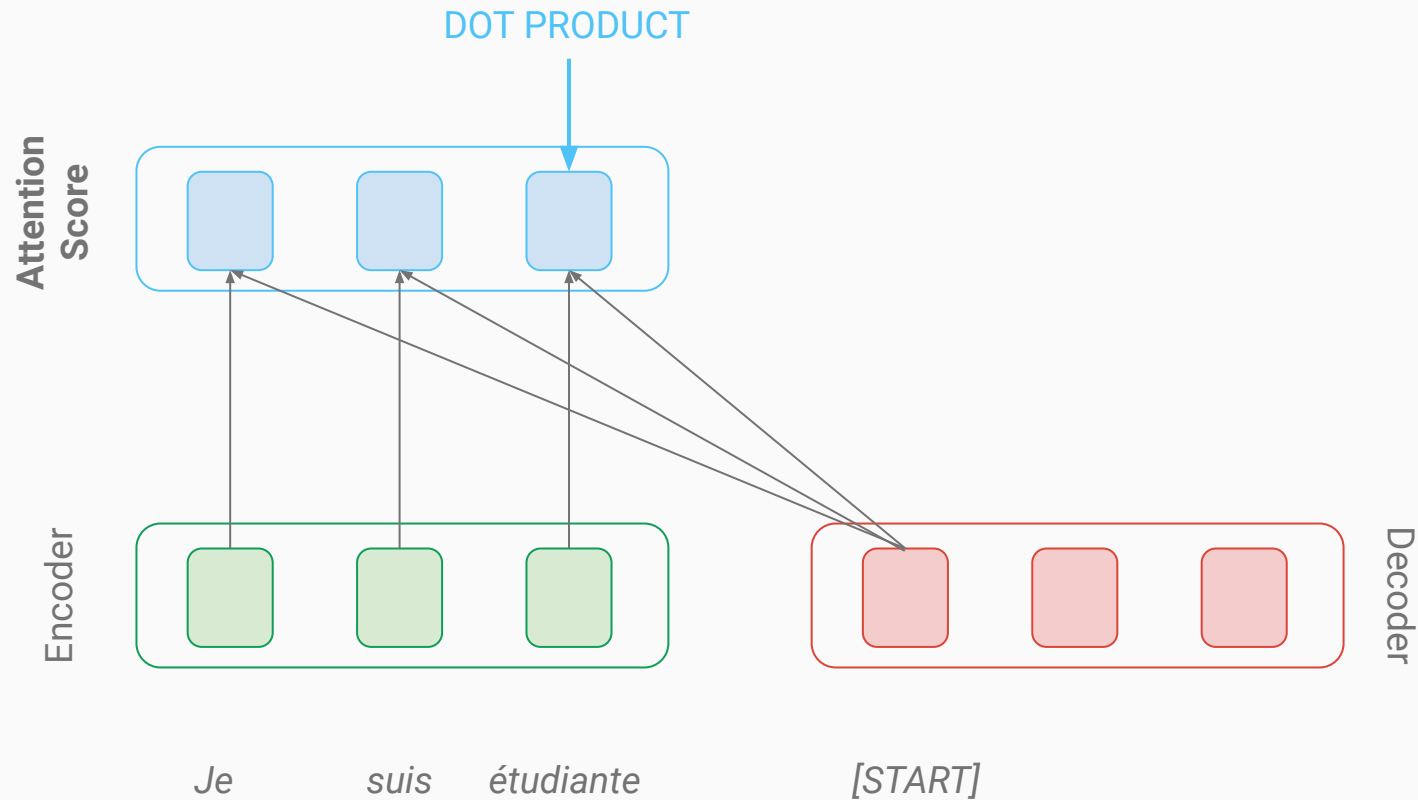 DOT PRODUCT
Attention
Score
Encoder
Decoder
Je suis étudiante [START]